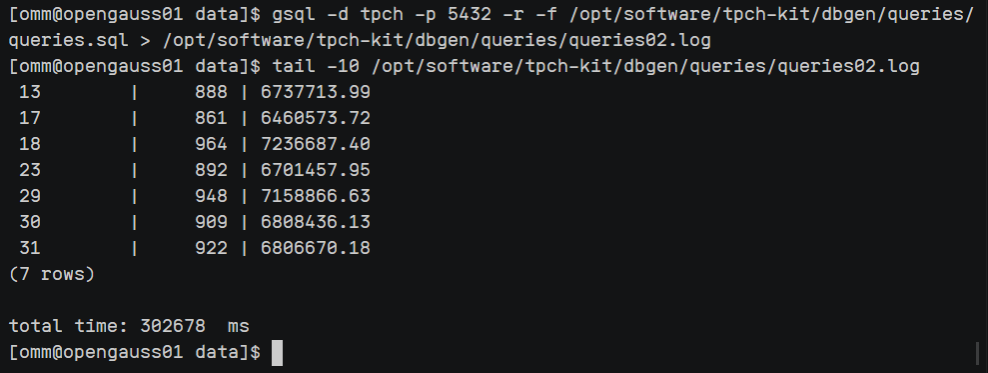 [omm@opengauss01 data]$ gsql -d tpch -p 5432 -r -f /opt/software/tpch-kit/dbgen/queries/
queries.sql > /opt/software/tpch-kit/dbgen/queries/queries02.log
[omm@opengauss01 data]$ tail -10 /opt/software/tpch-kit/dbgen/queries/queries02.log
 13        |     888 | 6737713.99
 17        |     861 | 6460573.72
 18        |     964 | 7236687.40
 23        |     892 | 6701457.95
 29        |     948 | 7158866.63
 30        |     909 | 6808436.13
 31        |     922 | 6806670.18
(7 rows)

total time: 302678  ms
[omm@opengauss01 data]$